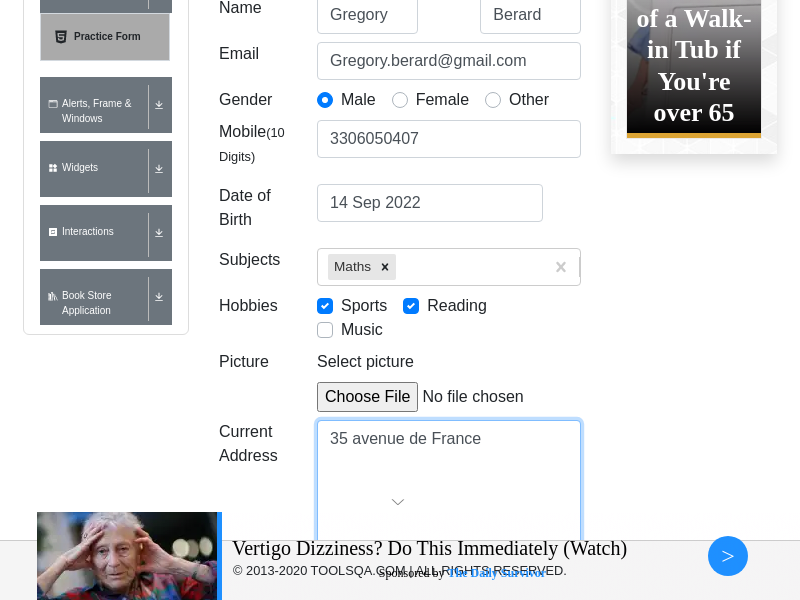 Name
Gregory
Berard
Practice Form
Email
Gregory.berard@gmail.com
Gender
Male
Female
Other
Mobile(10 Digits)
3306050407
Date of Birth
14 Sep 2022
Subjects
Maths
Hobbies
Sports
Reading
Music
Picture
Select picture
Choose File No file chosen
Current Address
35 avenue de France
Alerts, Frame & Windows
Widgets
Interactions
Book Store Application
of a Walk-
in Tub if
You're
over 65
Vertigo Dizziness? Do This Immediately (Watch)
© 2013-2020 TOOLSQA.COM | ALL RIGHTS RESERVED.
Sponsored by The Daily Survivor